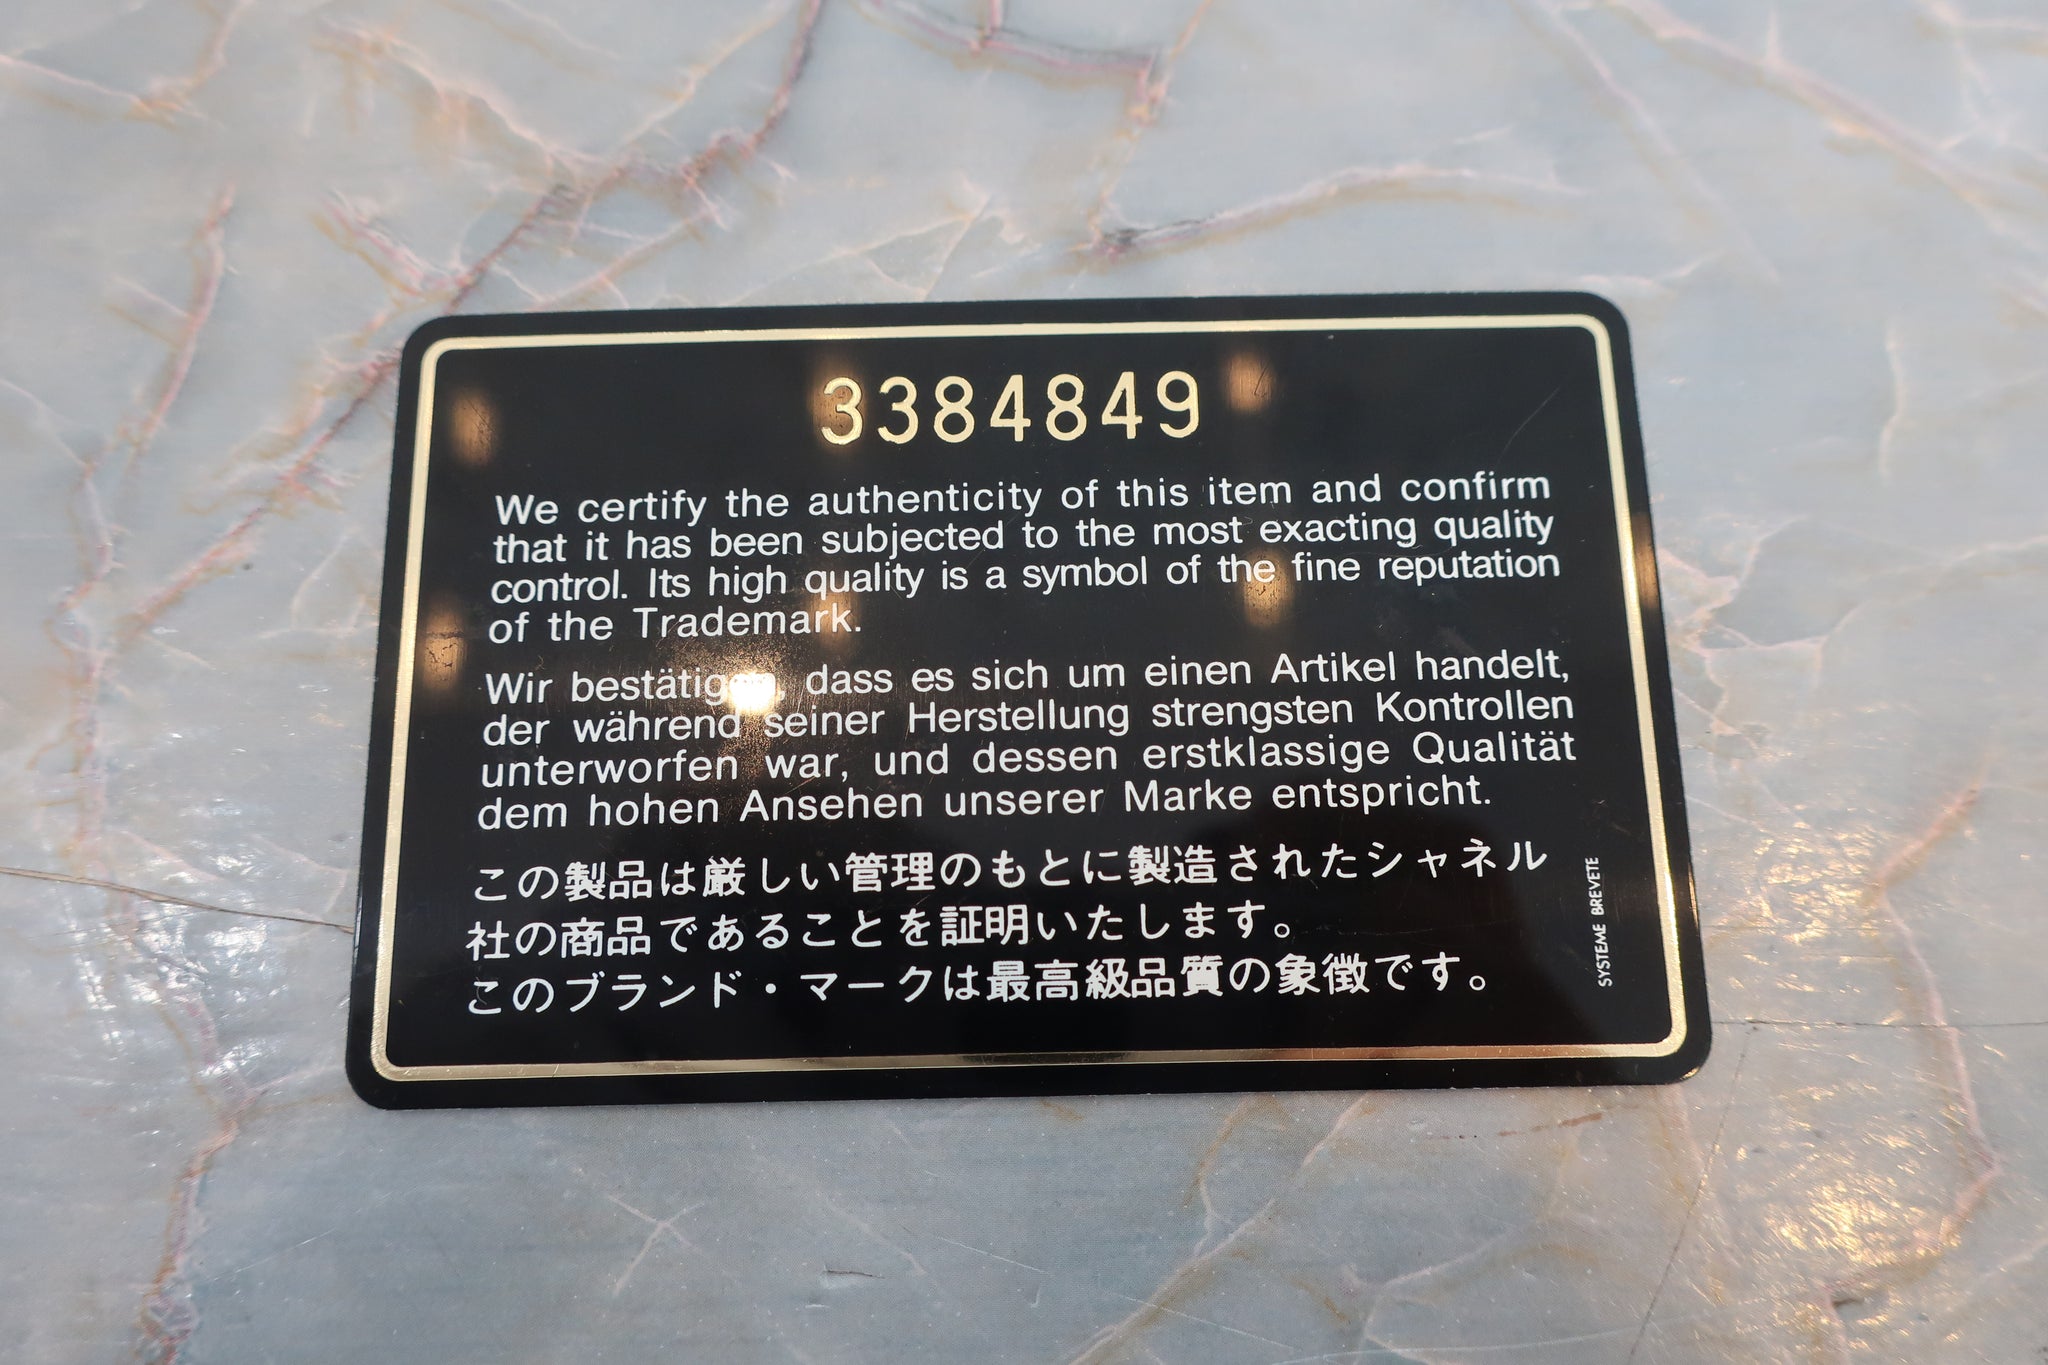 3384849
We certify the authenticity of this item and confirm
that it has been subjected to the most exacting quality
control. Its high quality is a symbol of the fine reputation
of the Trademark.
Wir dass es sich um einen Artikel handelt,
der während seiner Herstellung strengsten Kontrollen
unterworfen war, und dessen erstklassige Qualität
dem hohen Ansehen unserer Marke entspricht.
この製品は厳しい管理のもとに製造されたシャネル
社の商品であることを証明いたします。
このブランド・マークは最高級品質の象徴です。
SYSTEME BREVETE